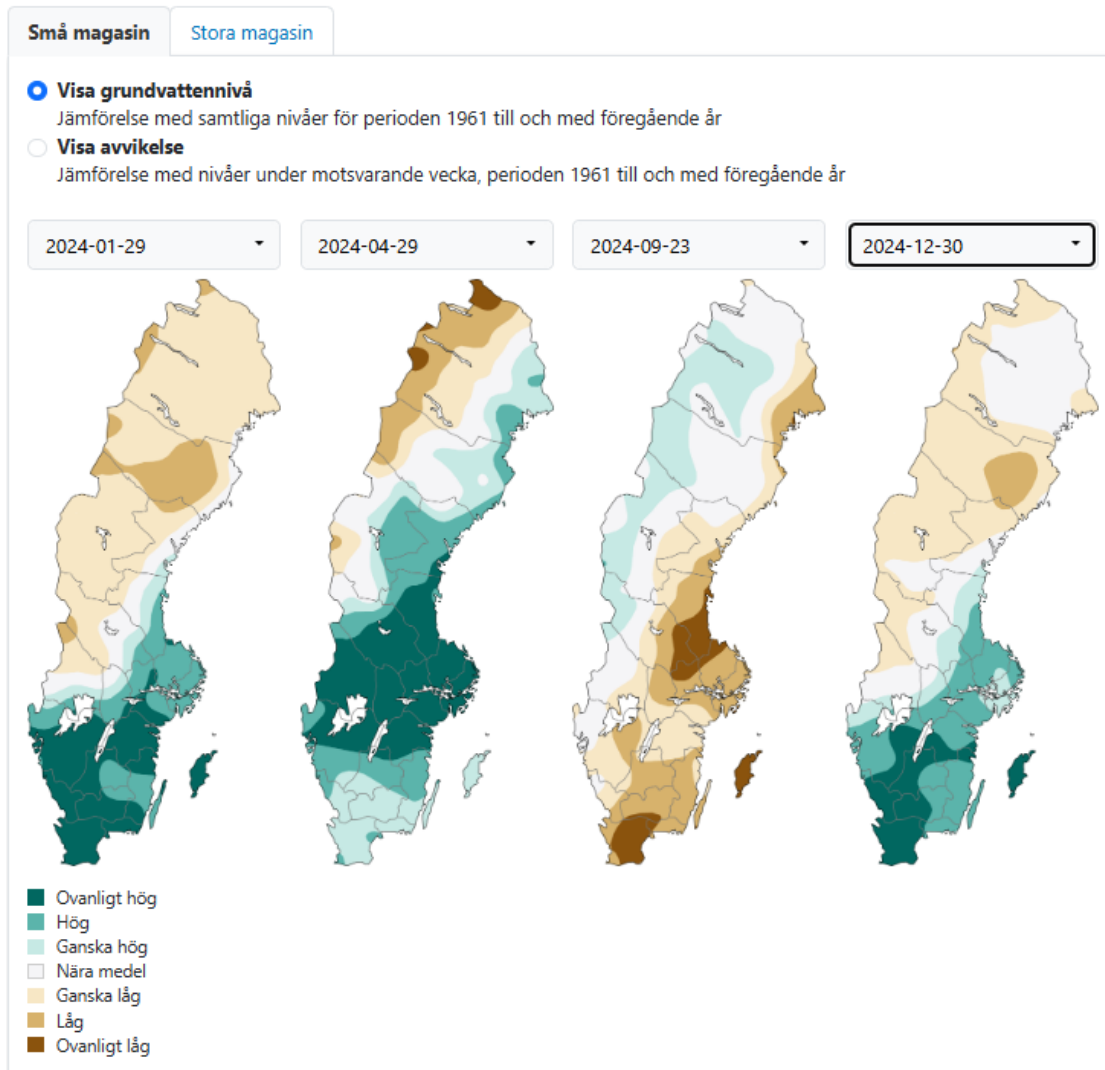 Små magasin
Stora magasin
Visa grundvattennivå
Jämförelse med samtliga nivåer för perioden 1961 till och med föregående år
Visa avvikelse
Jämförelse med nivåer under motsvarande vecka, perioden 1961 till och med föregående år
2024-01-29
2024-04-29
2024-09-23
2024-12-30
Ovanligt hög
Hög
Ganska hög
Nära medel
Ganska låg
Låg
Ovanligt låg